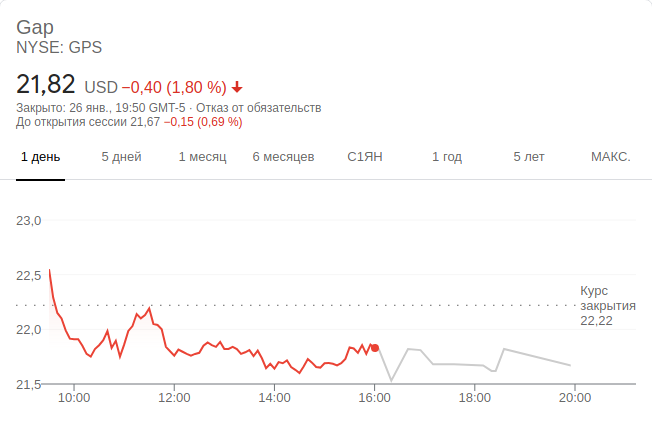 Gap
NYSE: GPS
21,82 USD −0,40 (1,80 %)
Закрыто: 26 янв., 19:50 GMT-5 · Отказ от обязательств
До открытия сессии 21,67 −0,15 (0,69 %)
1 день 5 дней 1 месяц 6 месяцев С1ЯН 1 год 5 лет МАКС.
23,0
22,5
Курс
закрытия
22,22
22,0
21,5
10:00 12:00 14:00 16:00 18:00 20:00